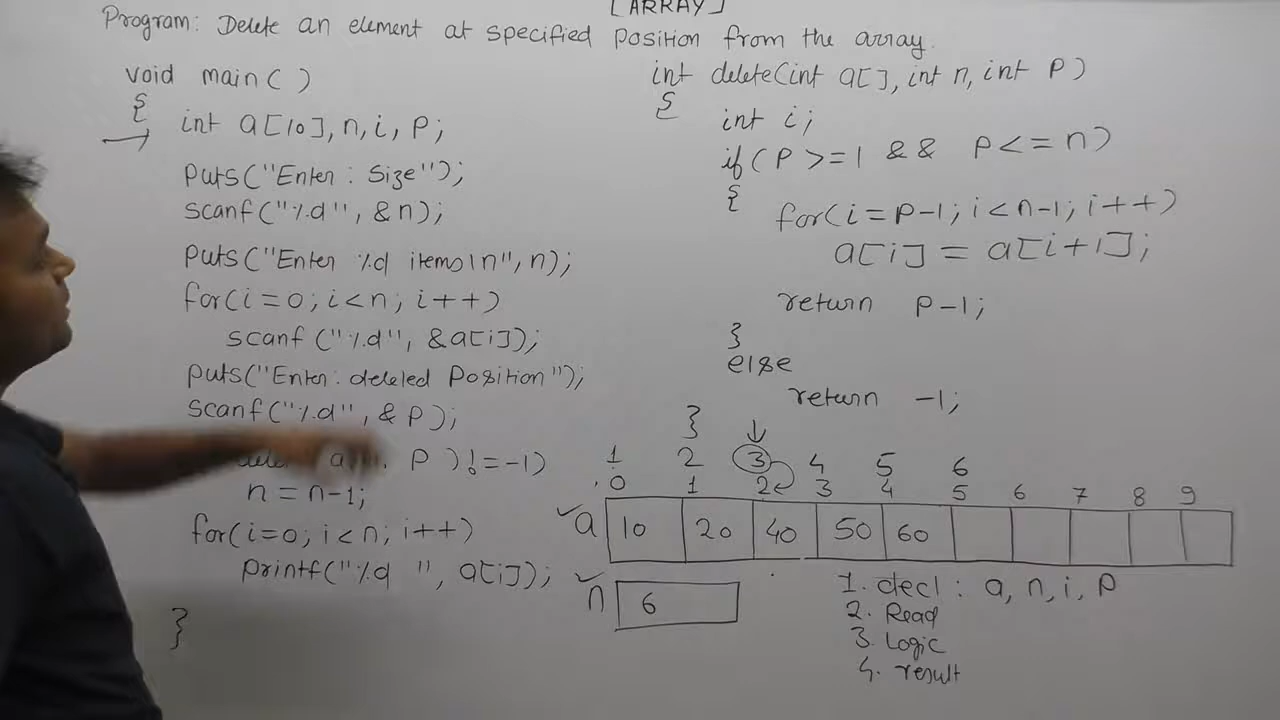 [ARRAY]
Program: Delete an element at specified position from the array.
void main( )
{
int a[10], n, i, p;
puts("Enter: Size");
scanf("%d", &n);
puts("Enter %d items\n", n);
for(i=0; i<n; i++)
scanf("%d", &a[i]);
puts("Enter: deleled Position");
scanf("%d", &p);
p)!=-1)
n=n-1;
for(i=0; i<n; i++)
printf("%d ", a[i]);
}
int delete(int a[], int n, int p)
{
int i;
if(p>=1 && p<=n)
{
for(i=p-1; i<n-1; i++)
a[i] = a[i+1];
return p-1;
}
else
return -1;
}
1 2 3 4 5 6
0 1 2 3 4 5 6 7 8 9
a 10 20 40 50 60
n 6
1. decl: a, n, i, p
2. Read
3. Logic
4. result